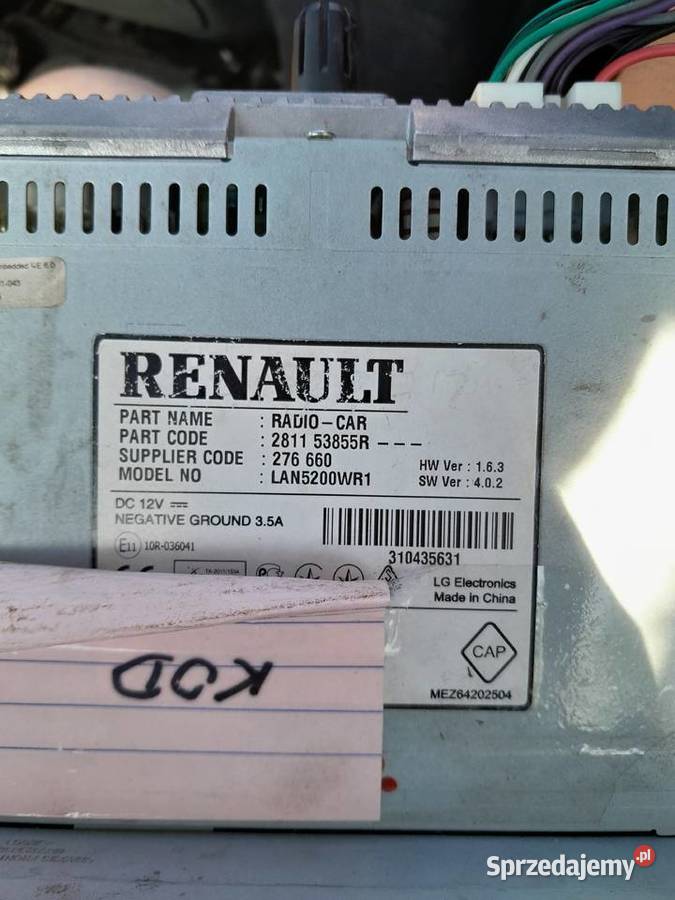 RENAULT
PART NAME : RADIO-CAR
PART CODE : 2811 53855R - - -
SUPPLIER CODE : 276 660
MODEL NO : LAN5200WR1
HW Ver : 1.6.3
SW Ver : 4.0.2
DC 12V
NEGATIVE GROUND 3.5A
E11 10R-036041
310435631
LG Electronics
Made in China
CAP
MEZ64202504
KOD
Sprzedajemy.pl